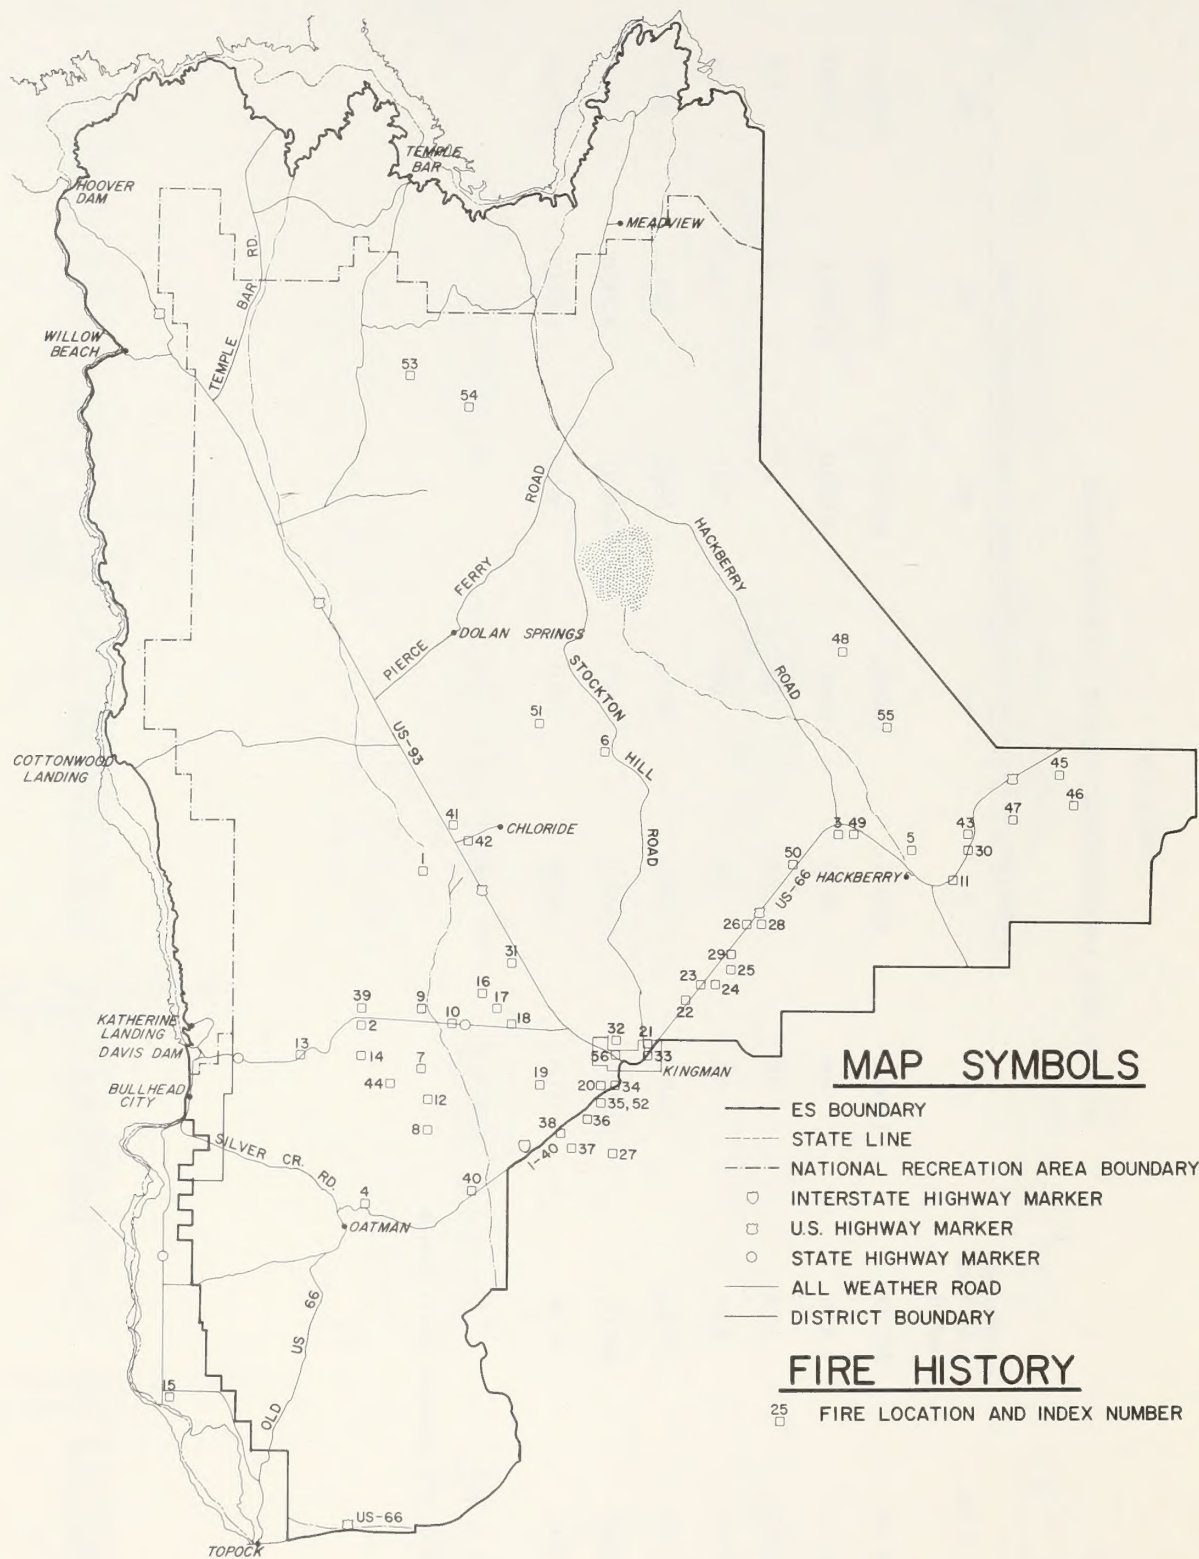 TEMPLE
BAR
HOOVER
DAM
MEADVIEW
TEMPLE BAR RD.
WILLOW
BEACH
53
54
PIERCE FERRY ROAD
HACKBERRY ROAD
DOLAN SPRINGS
STOCKTON HILL ROAD
48
51
55
6
US-93
COTTONWOOD
LANDING
45
46
47
41
CHLORIDE
42
3
49
43
5
30
1
50
HACKBERRY
11
US-66
26
28
31
29
25
16
23
24
39
9
17
22
KATHERINE
LANDING
2
10
18
32
21
DAVIS DAM
13
14
7
56
33
KINGMAN
BULLHEAD
CITY
44
19
20
34
12
35,52
36
8
38
SILVER CR. RD.
I-40
37
27
4
40
OATMAN
OLD US 66
15
US-66
TOPOCK
MAP SYMBOLS
ES BOUNDARY
STATE LINE
NATIONAL RECREATION AREA BOUNDARY
INTERSTATE HIGHWAY MARKER
U.S. HIGHWAY MARKER
STATE HIGHWAY MARKER
ALL WEATHER ROAD
DISTRICT BOUNDARY
FIRE HISTORY
25
FIRE LOCATION AND INDEX NUMBER